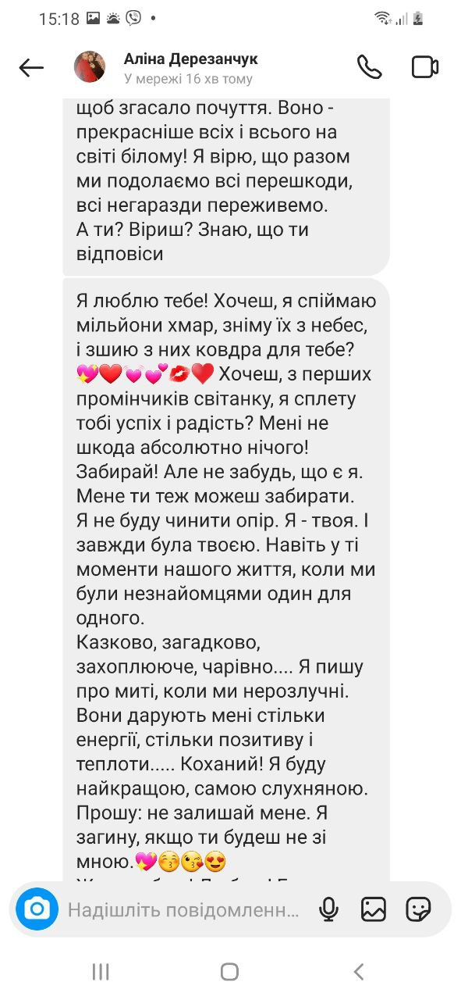 15:18
Аліна Дерезанчук
У мережі 16 хв тому
щоб згасало почуття. Воно -
прекрасніше всіх і всього на
світі білому! Я вірю, що разом
ми подолаємо всі перешкоди,
всі негаразди переживемо.
А ти? Віриш? Знаю, що ти
відповіси
Я люблю тебе! Хочеш, я спіймаю
мільйони хмар, зніму їх з небес,
і зшию з них ковдра для тебе?
💖❤️💓💕💋♥️ Хочеш, з перших
промінчиків світанку, я сплету
тобі успіх і радість? Мені не
шкода абсолютно нічого!
Забирай! Але не забудь, що є я.
Мене ти теж можеш забирати.
Я не буду чинити опір. Я - твоя. І
завжди була твоєю. Навіть у ті
моменти нашого життя, коли ми
були незнайомцями один для
одного.
Казково, загадково,
захоплююче, чарівно.... Я пишу
про миті, коли ми нерозлучні.
Вони дарують мені стільки
енергії, стільки позитиву і
теплоти..... Коханий! Я буду
найкращою, самою слухняною.
Прошу: не залишай мене. Я
загину, якщо ти будеш не зі
мною.💖😚😘😍
Надішліть повідомленн...